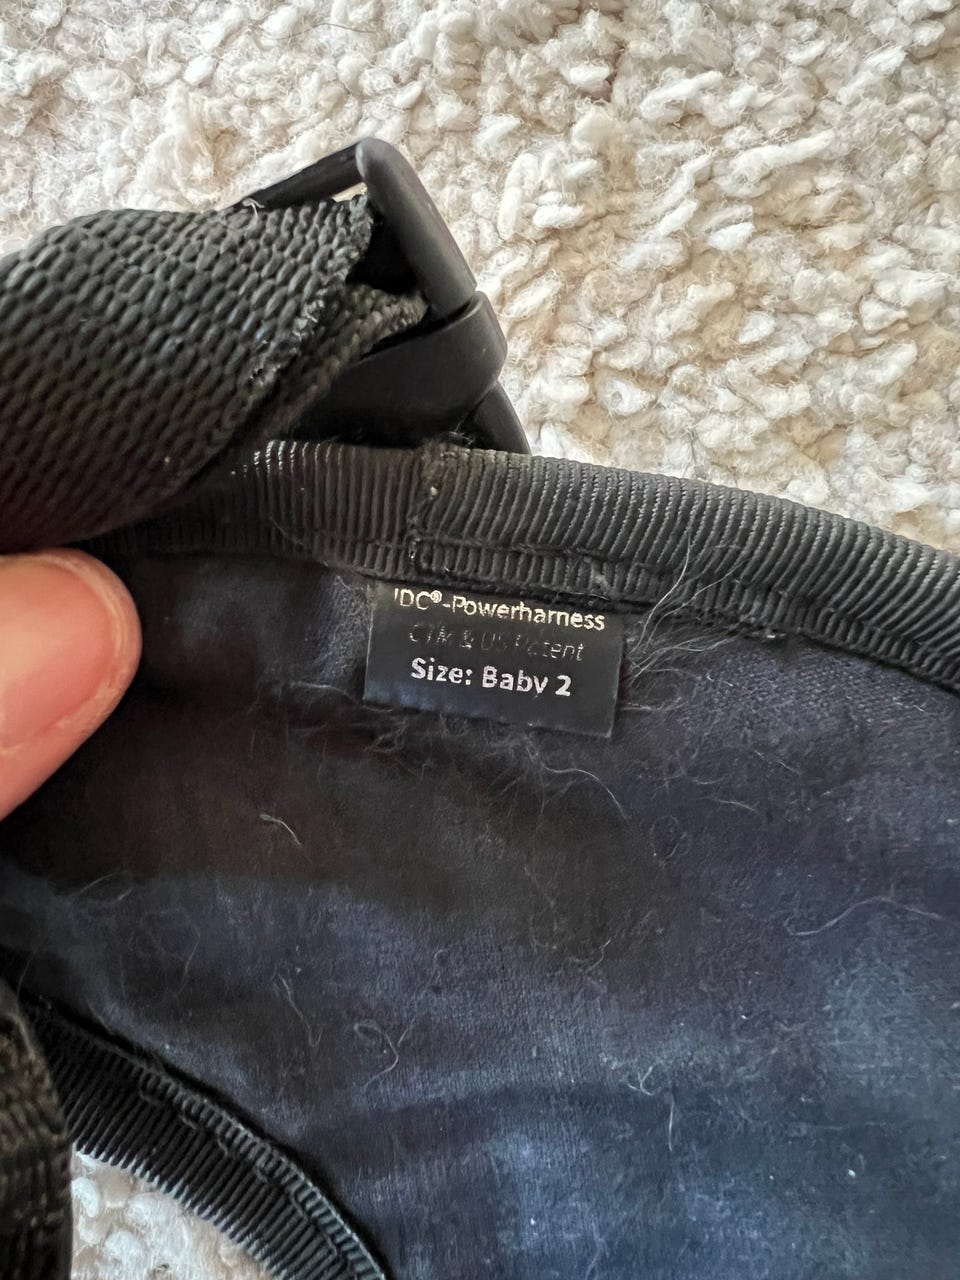 IDC®-Powerharness
CTM & US Patent
Size: Baby 2